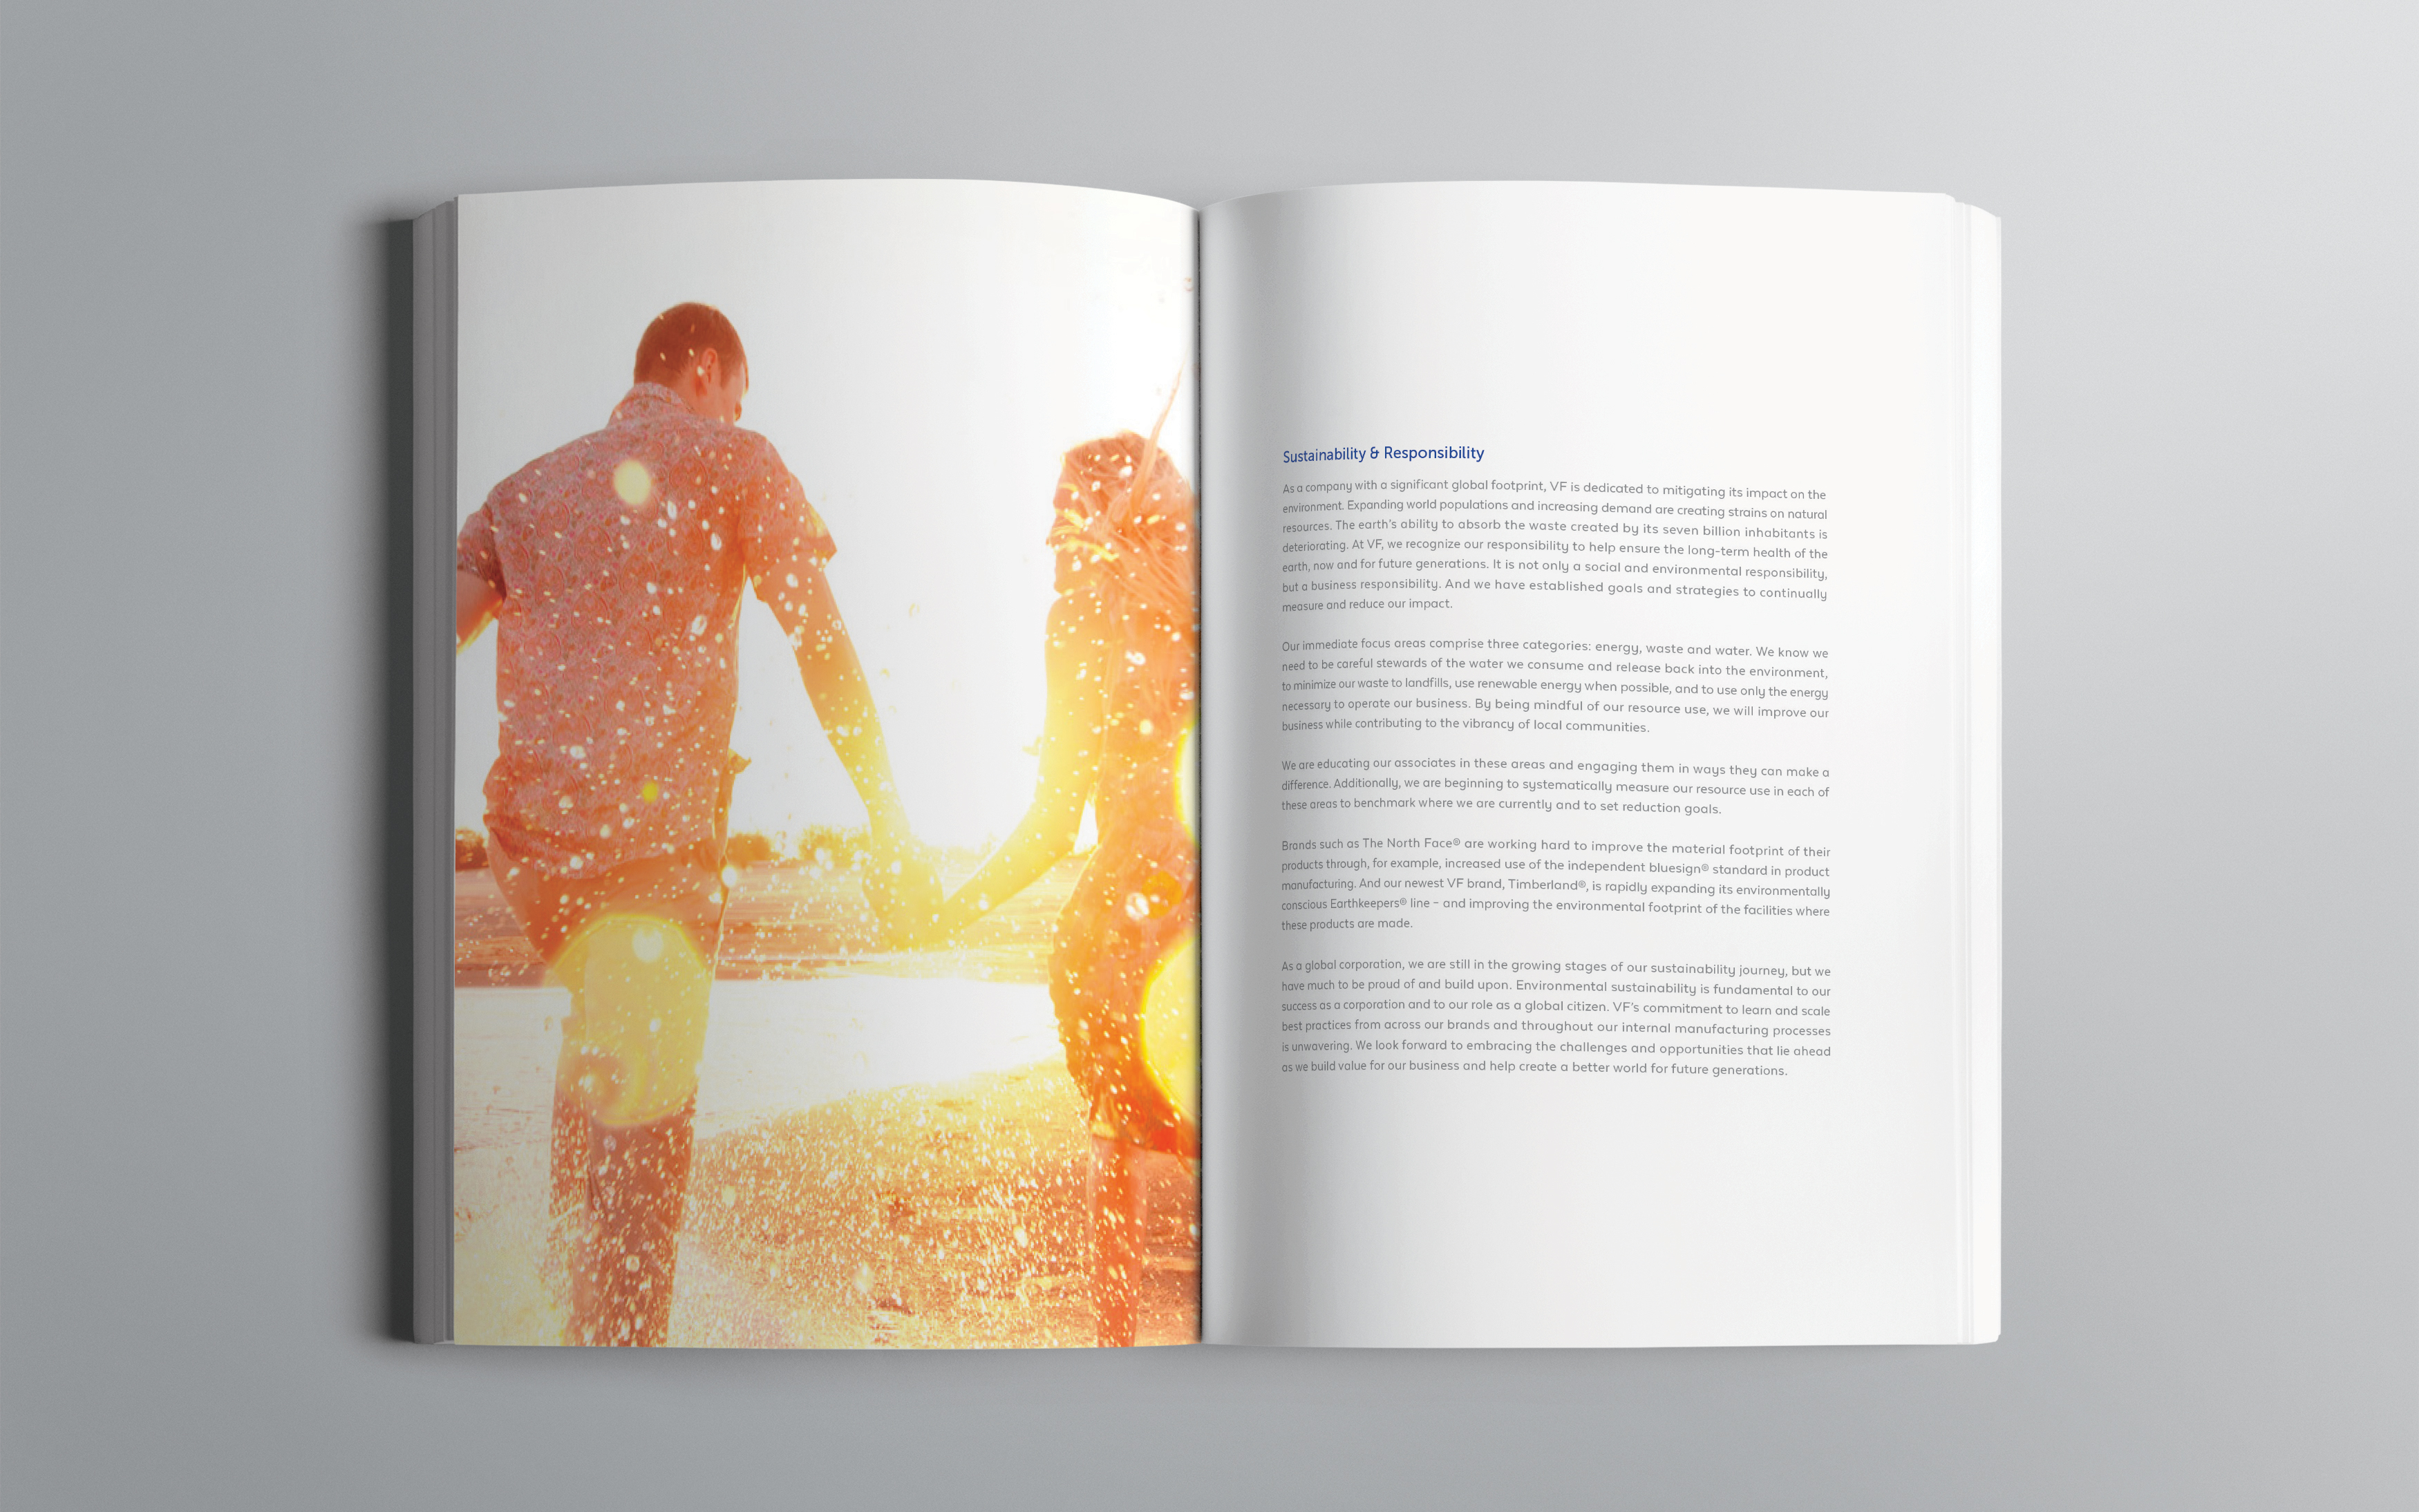 Sustainability & Responsibility
As a company with a significant global footprint, VF is dedicated to mitigating its impact on the
environment. Expanding world populations and increasing demand are creating strains on natural
resources. The earth's ability to absorb the waste created by its seven billion inhabitants is
deteriorating. At VF, we recognize our responsibility to help ensure the long-term health of the
earth, now and for future generations. It is not only a social and environmental responsibility,
but a business responsibility. And we have established goals and strategies to continually
measure and reduce our impact.
Our immediate focus areas comprise three categories: energy, waste and water. We know we
need to be careful stewards of the water we consume and release back into the environment,
to minimize our waste to landfills, use renewable energy when possible, and to use only the energy
necessary to operate our business. By being mindful of our resource use, we will improve our
business while contributing to the vibrancy of local communities.
We are educating our associates in these areas and engaging them in ways they can make a
difference. Additionally, we are beginning to systematically measure our resource use in each of
these areas to benchmark where we are currently and to set reduction goals.
Brands such as The North Face® are working hard to improve the material footprint of their
products through, for example, increased use of the independent bluesign® standard in product
manufacturing. And our newest VF brand, Timberland®, is rapidly expanding its environmentally
conscious Earthkeepers® line – and improving the environmental footprint of the facilities where
these products are made.
As a global corporation, we are still in the growing stages of our sustainability journey, but we
have much to be proud of and build upon. Environmental sustainability is fundamental to our
success as a corporation and to our role as a global citizen. VF's commitment to learn and scale
best practices from across our brands and throughout our internal manufacturing processes
is unwavering. We look forward to embracing the challenges and opportunities that lie ahead
as we build value for our business and help create a better world for future generations.